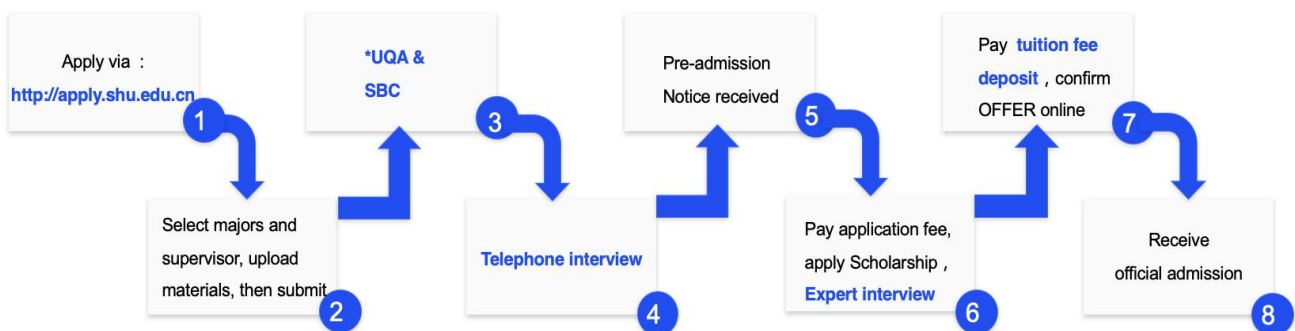 Apply via :
http://apply.shu.edu.cn
1
Select majors and
supervisor, upload
materials, then submit
2
*UQA &
SBC
3
Telephone interview
4
Pre-admission
Notice received
5
Pay application fee,
apply Scholarship ,
Expert interview
6
Pay tuition fee
deposit , confirm
OFFER online
7
Receive
official admission
8